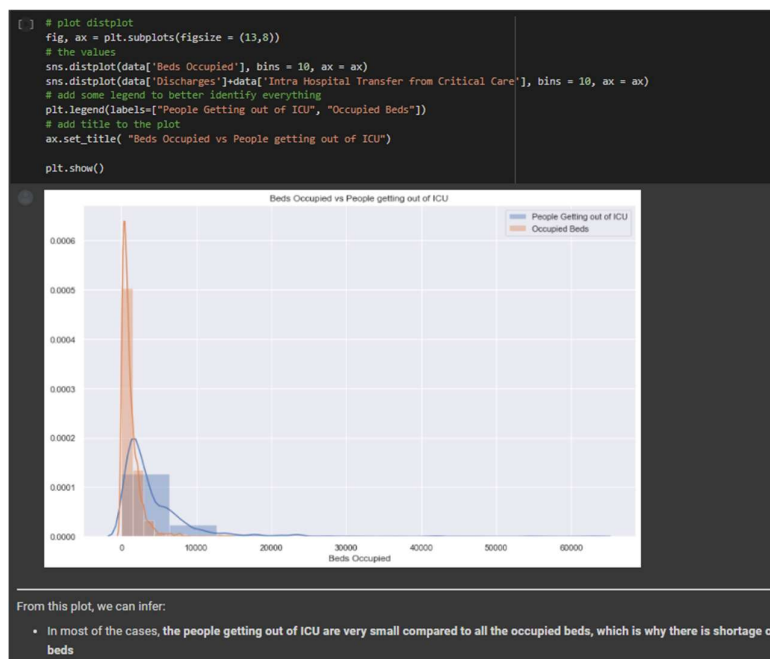 [ ] # plot distplot
fig, ax = plt.subplots(figsize = (13,8))
# the values
sns.distplot(data['Beds Occupied'], bins = 10, ax = ax)
sns.distplot(data['Discharges']+data['Intra Hospital Transfer from Critical Care'], bins = 10, ax = ax)
# add some legend to better identify everything
plt.legend(labels=["People Getting out of ICU", "Occupied Beds"])
# add title to the plot
ax.set_title( "Beds Occupied vs People getting out of ICU")
plt.show()
Beds Occupied vs People getting out of ICU
People Getting out of ICU
Occupied Beds
0.0006
0.0005
0.0004
0.0003
0.0002
0.0001
0.0000
0 10000 20000 30000 40000 50000 60000
Beds Occupied
From this plot, we can infer:
• In most of the cases, the people getting out of ICU are very small compared to all the occupied beds, which is why there is shortage
beds